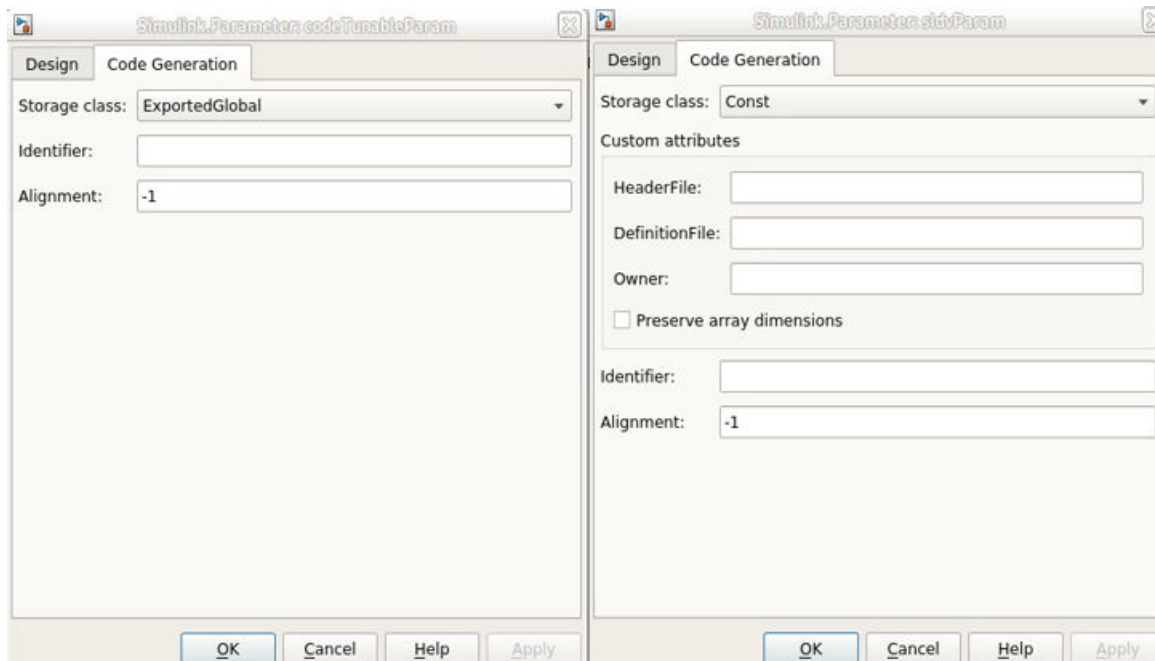 Simulink.Parameter: codeTunableParam
Design Code Generation
Storage class: ExportedGlobal
Identifier:
Alignment: -1
OK Cancel Help Apply
Simulink.Parameter: sldvParam
Design Code Generation
Storage class: Const
Custom attributes
HeaderFile:
DefinitionFile:
Owner:
Preserve array dimensions
Identifier:
Alignment: -1
OK Cancel Help Apply